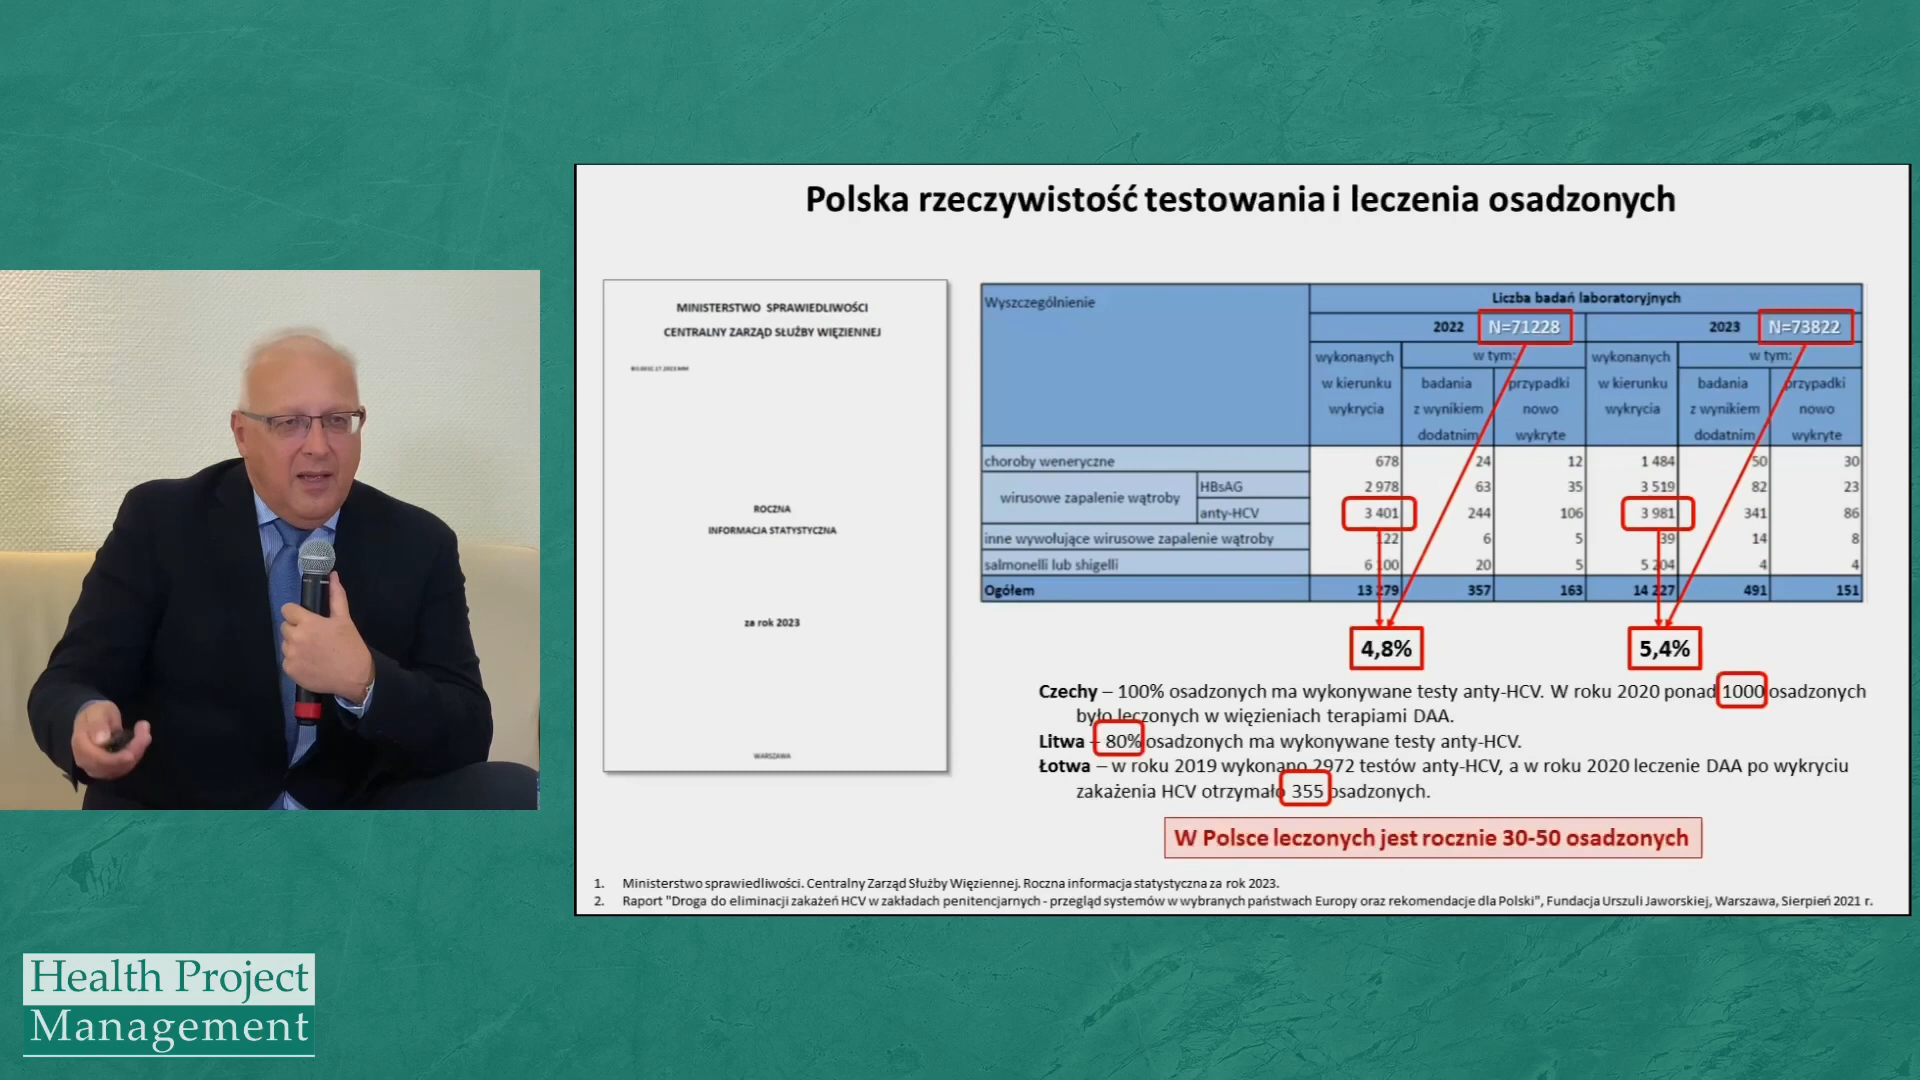 Polska rzeczywistość testowania i leczenia osadzonych
MINISTERSTWO SPRAWIEDLIWOŚCI
CENTRALNY ZARZĄD SŁUŻBY WIĘZIENNEJ
ROCZNA
INFORMACJA STATYSTYCZNA
za rok 2023
WARSZAWA
Wyszczególnienie
Liczba badań laboratoryjnych
2022 N=71228 2023 N=73822
wykonanych w kierunku wykrycia
w tym:
badania z wynikiem dodatnim
przypadki nowo wykryte
wykonanych w kierunku wykrycia
w tym:
badania z wynikiem dodatnim
przypadki nowo wykryte
choroby weneryczne 678 24 12 1 484 50 30
wirusowe zapalenie wątroby
HBsAG 2 978 63 35 3 519 82 23
anty-HCV 3 401 244 106 3 981 341 86
inne wywołujące wirusowe zapalenie wątroby 122 6 5 39 14 8
salmonelli lub shigelli 6 100 20 5 5 204 4 4
Ogółem 13 279 357 163 14 227 491 151
4,8% 5,4%
Czechy – 100% osadzonych ma wykonywane testy anty-HCV. W roku 2020 ponad 1000 osadzonych
było leczonych w więzieniach terapiami DAA.
Litwa – 80% osadzonych ma wykonywane testy anty-HCV.
Łotwa – w roku 2019 wykonano 2972 testów anty-HCV, a w roku 2020 leczenie DAA po wykryciu
zakażenia HCV otrzymało 355 osadzonych.
W Polsce leczonych jest rocznie 30-50 osadzonych
1. Ministerstwo sprawiedliwości. Centralny Zarząd Służby Więziennej. Roczna informacja statystyczna za rok 2023.
2. Raport "Droga do eliminacji zakażeń HCV w zakładach penitencjarnych - przegląd systemów w wybranych państwach Europy oraz rekomendacje dla Polski", Fundacja Urszuli Jaworskiej, Warszawa, Sierpień 2021 r.
Health Project
Management